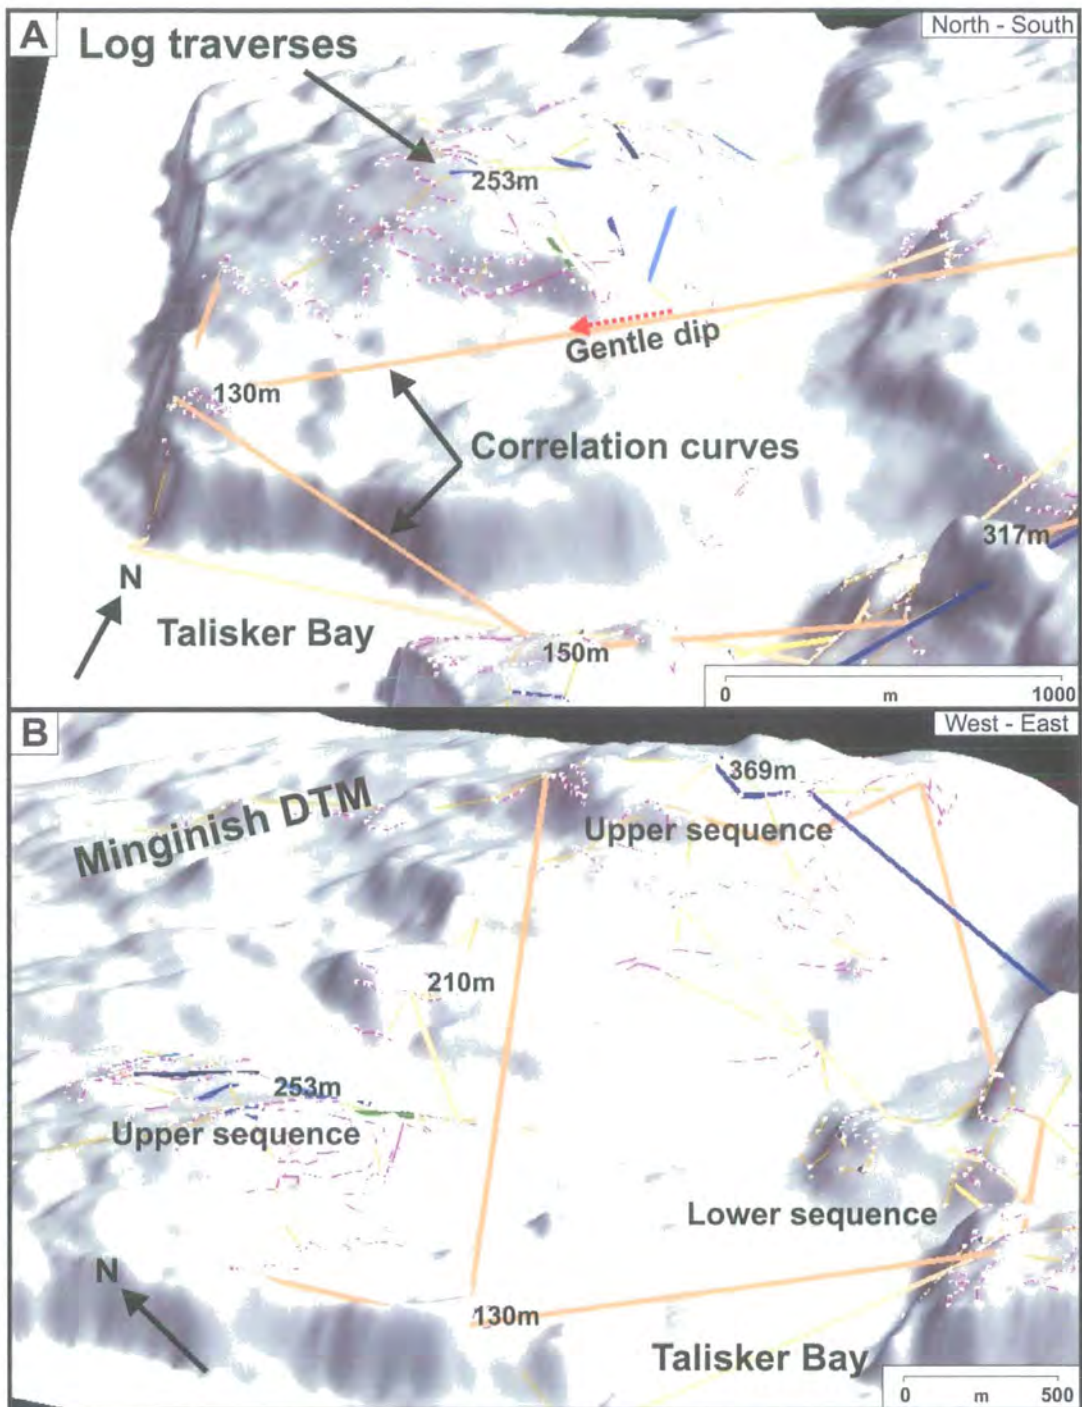 A
North - South
Log traverses
253m
Gentle dip
130m
Correlation curves
317m
N
Talisker Bay
150m
0 m 1000
B
West - East
369m
Minginish DTM
Upper sequence
210m
253m
Upper sequence
Lower sequence
N
130m
Talisker Bay
0 m 500